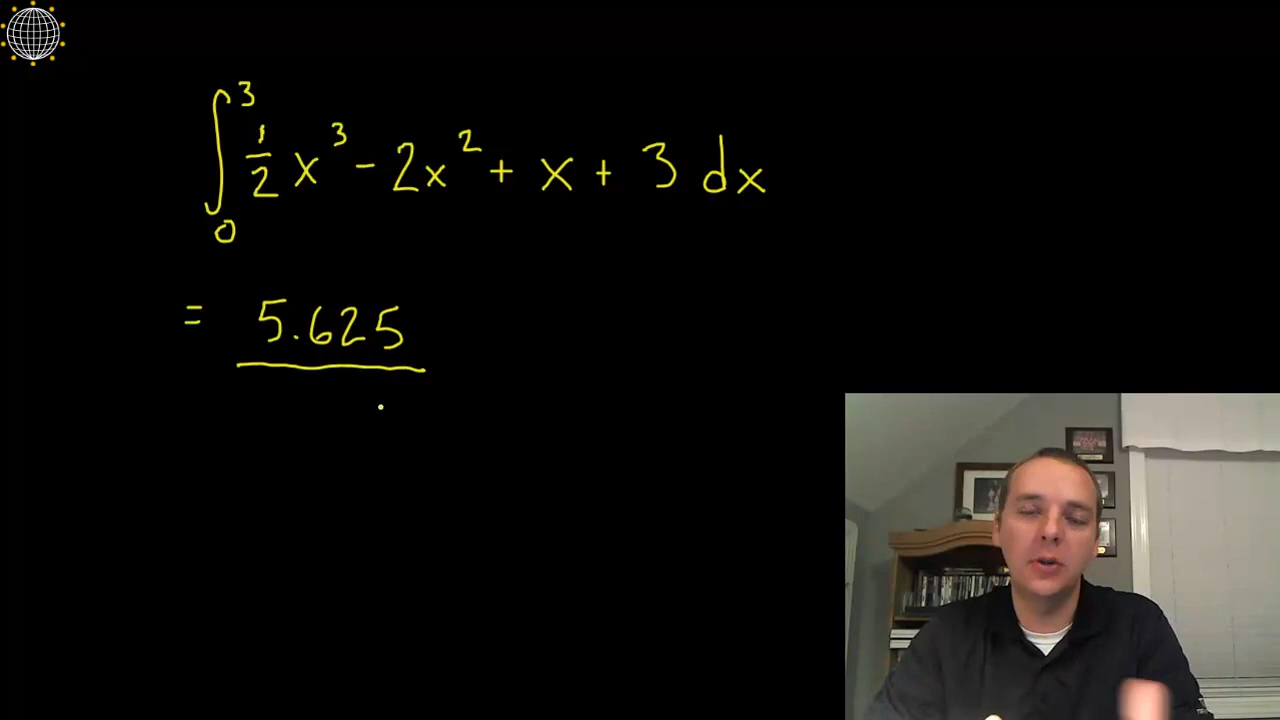 ∫₀³ ½x³ - 2x² + x + 3 dx
= 5.625